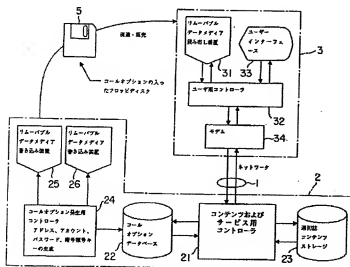 5
流通・販売
コールオプションの入った
フロッピディスク
リムーバブル
データメディア
読み出し装置
31
ユーザー
インターフェ
ース
33
3
ユーザ用コントローラ
32
モデム
34
ネットワーク
1
2
リムーバブル
データメディア
書き込み装置
25
リムーバブル
データメディア
書き込み装置
26
24
コールオプション発生用
コントローラ
アドレス、アカウント、
パスワード、暗号鍵等々
ーの生成
コール
オプション
データベース
22
コンテンツおよび
サービス用
コントローラ
21
コンテンツ
ストレージ
23